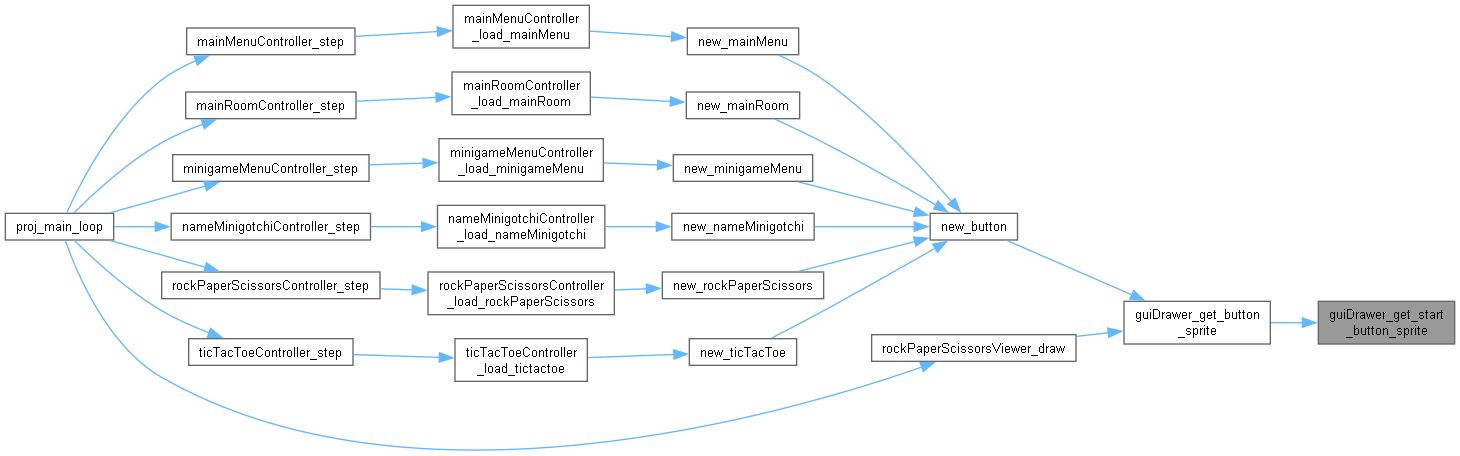 mainMenuController
_load_mainMenu
mainMenuController_step
new_mainMenu
mainRoomController
_load_mainRoom
mainRoomController_step
new_mainRoom
minigameMenuController
_load_minigameMenu
minigameMenuController_step
new_minigameMenu
proj_main_loop
nameMinigotchiController_step
nameMinigotchiController
_load_nameMinigotchi
new_nameMinigotchi
new_button
rockPaperScissorsController_step
rockPaperScissorsController
_load_rockPaperScissors
new_rockPaperScissors
guiDrawer_get_button
_sprite
guiDrawer_get_start
_button_sprite
ticTacToeController_step
ticTacToeController
_load_tictactoe
new_ticTacToe
rockPaperScissorsViewer_draw